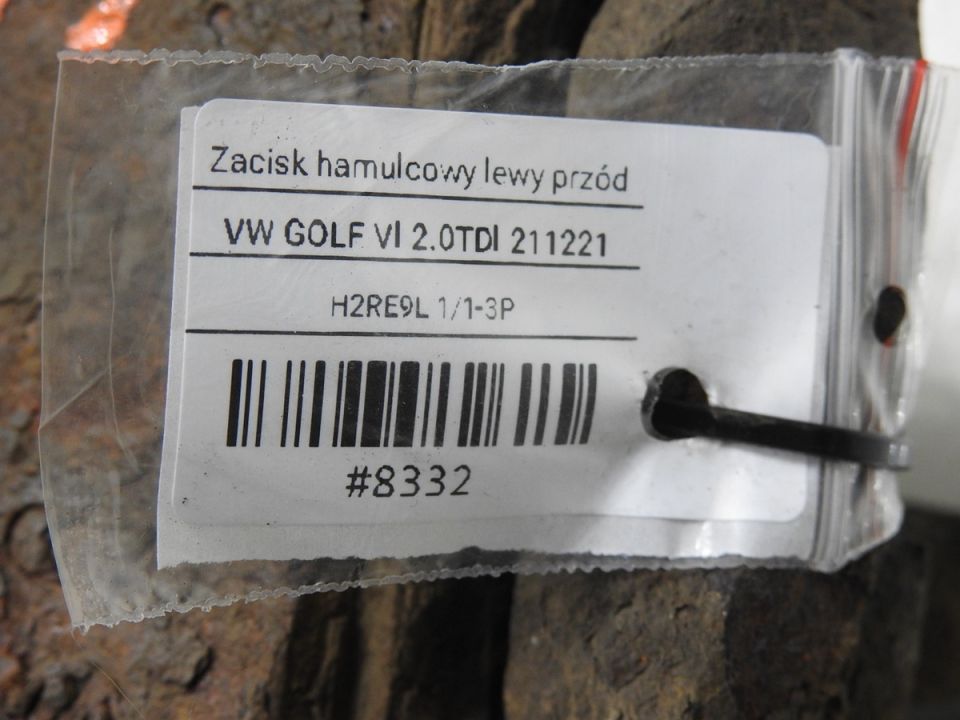 Zacisk hamulcowy lewy przód
VW GOLF VI 2.0TDI 211221
H2RE9L 1/1-3P
#8332